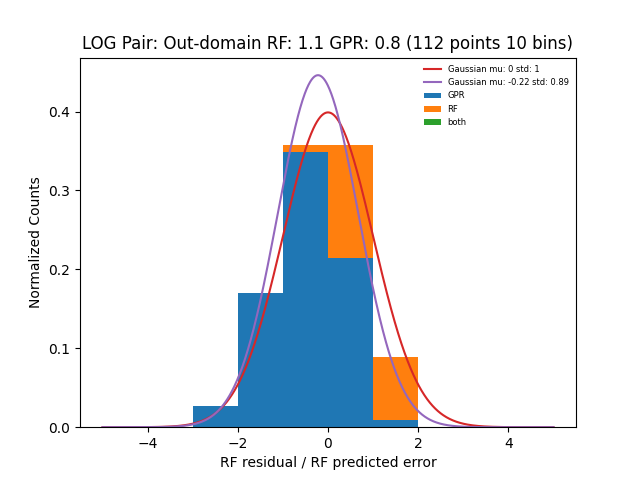 LOG Pair: Out-domain RF: 1.1 GPR: 0.8 (112 points 10 bins)
Gaussian mu: 0 std: 1
Gaussian mu: -0.22 std: 0.89
GPR
RF
both
Normalized Counts
0.4
0.3
0.2
0.1
0.0
−4 −2 0 2 4
RF residual / RF predicted error